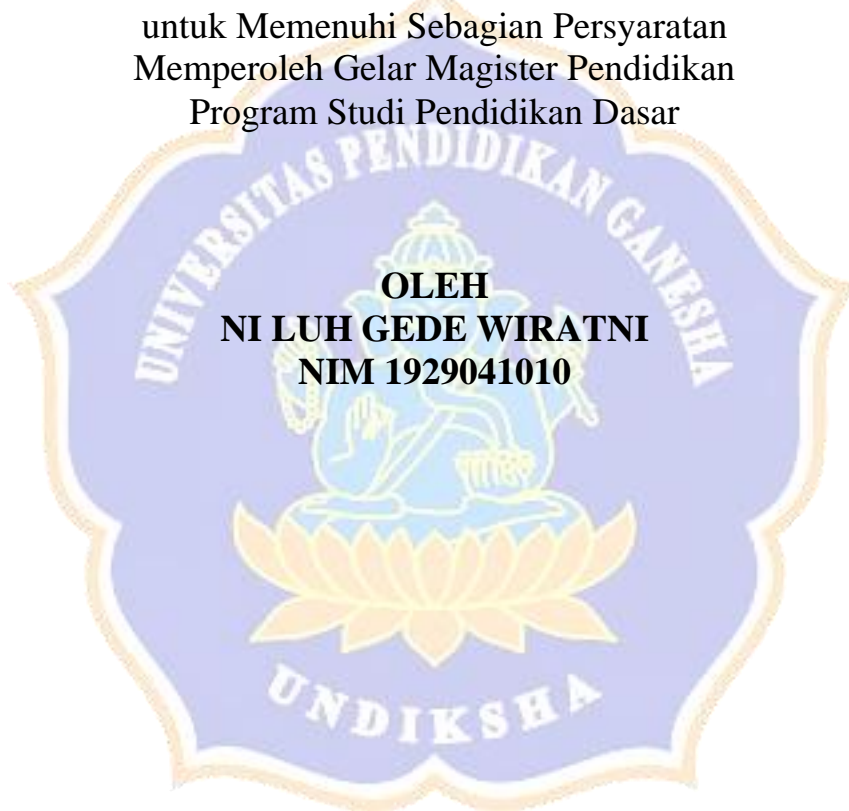 untuk Memenuhi Sebagian Persyaratan
Memperoleh Gelar Magister Pendidikan
Program Studi Pendidikan Dasar
UNIVERSITAS PENDIDIKAN GANESHA
OLEH
NI LUH GEDE WIRATNI
NIM 1929041010
UNDIKSHA